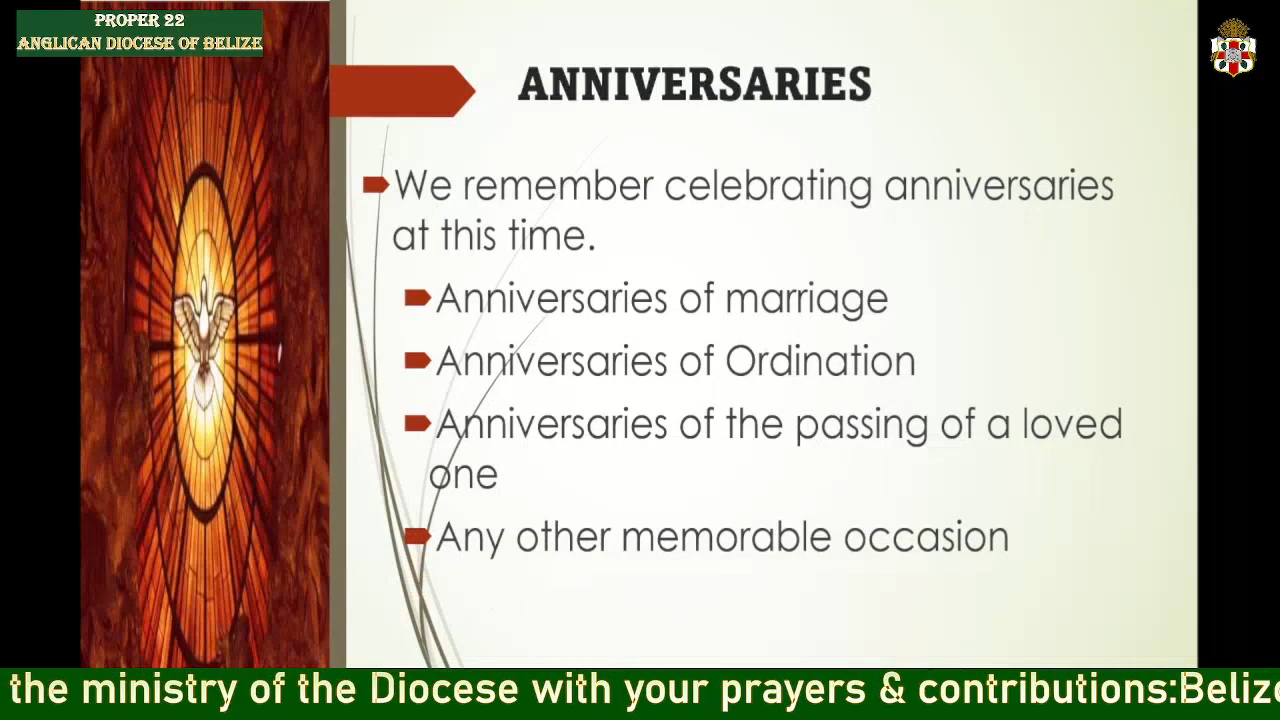 PROPER 22
ANGLICAN DIOCESE OF BELIZE
ANNIVERSARIES
We remember celebrating anniversaries
at this time.
Anniversaries of marriage
Anniversaries of Ordination
Anniversaries of the passing of a loved
one
Any other memorable occasion
the ministry of the Diocese with your prayers & contributions:Belize